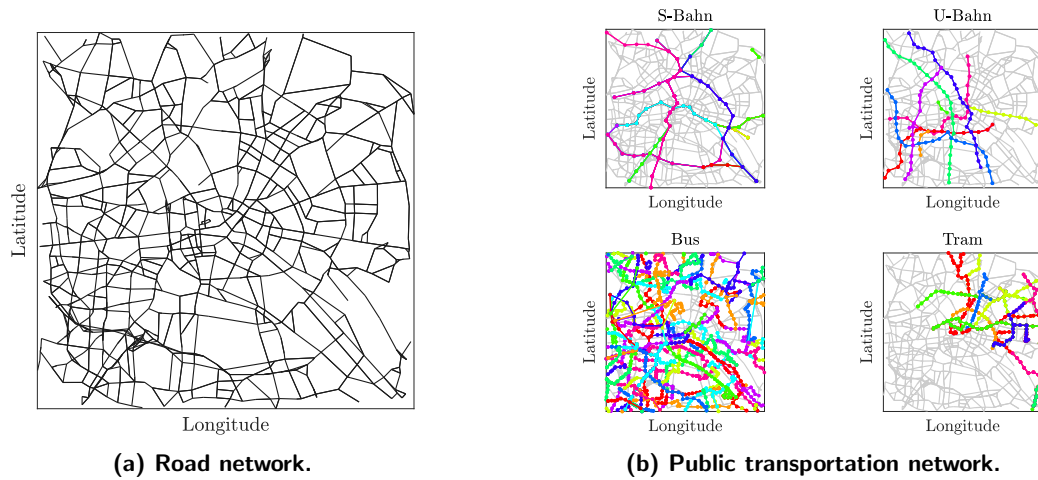 Latitude
Longitude
(a) Road network.
S-Bahn
Latitude
Longitude
U-Bahn
Latitude
Longitude
Bus
Latitude
Longitude
Tram
Latitude
Longitude
(b) Public transportation network.